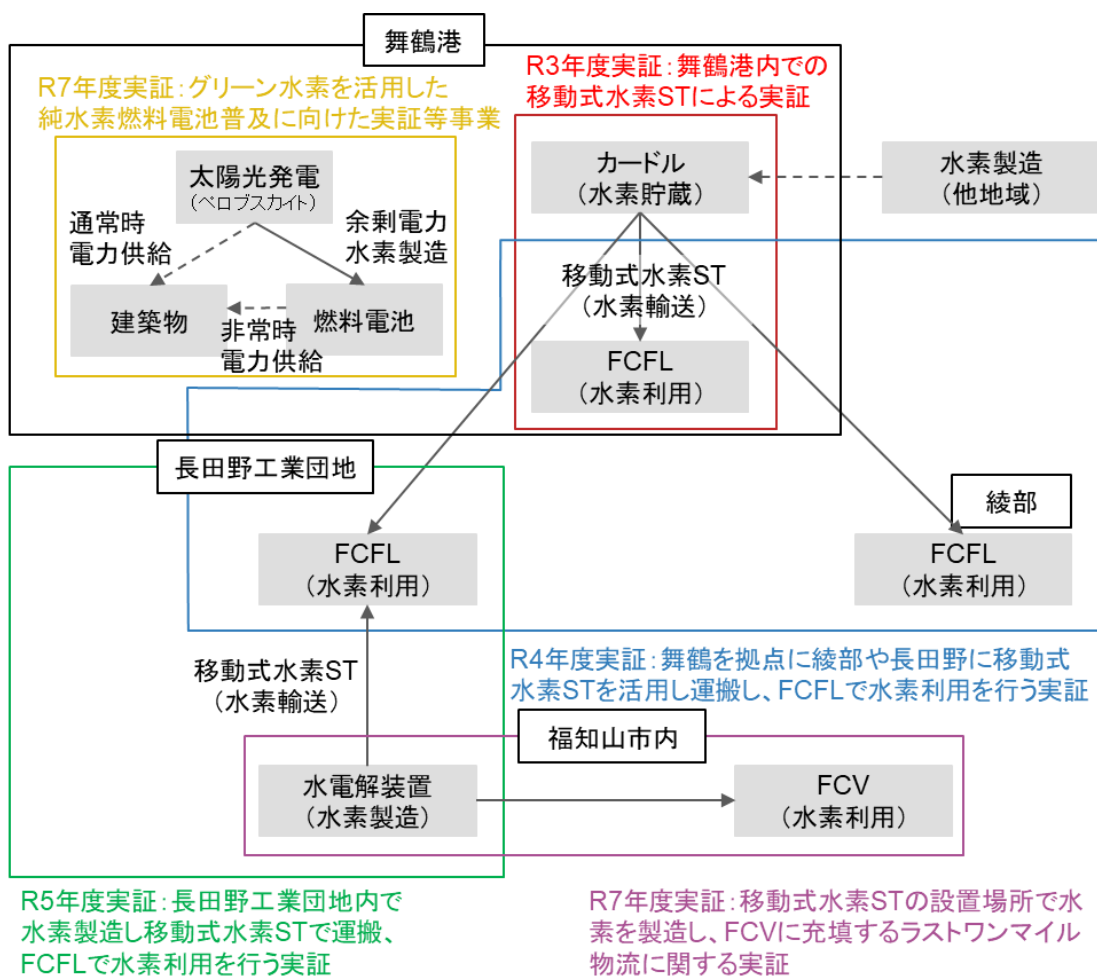 舞鶴港
R7年度実証：グリーン水素を活用した
純水素燃料電池普及に向けた実証等事業
太陽光発電
（ペロブスカイト）
通常時
電力供給
余剰電力
水素製造
建築物
燃料電池
非常時
電力供給
R3年度実証：舞鶴港内での
移動式水素STによる実証
カードル
（水素貯蔵）
水素製造
（他地域）
移動式水素ST
（水素輸送）
FCFL
（水素利用）
長田野工業団地
FCFL
（水素利用）
綾部
FCFL
（水素利用）
移動式水素ST
（水素輸送）
R4年度実証：舞鶴を拠点に綾部や長田野に移動式
水素STを活用し運搬し、FCFLで水素利用を行う実証
福知山市内
水電解装置
（水素製造）
FCV
（水素利用）
R5年度実証：長田野工業団地内で
水素製造し移動式水素STで運搬、
FCFLで水素利用を行う実証
R7年度実証：移動式水素STの設置場所で水
素を製造し、FCVに充填するラストワンマイル
物流に関する実証